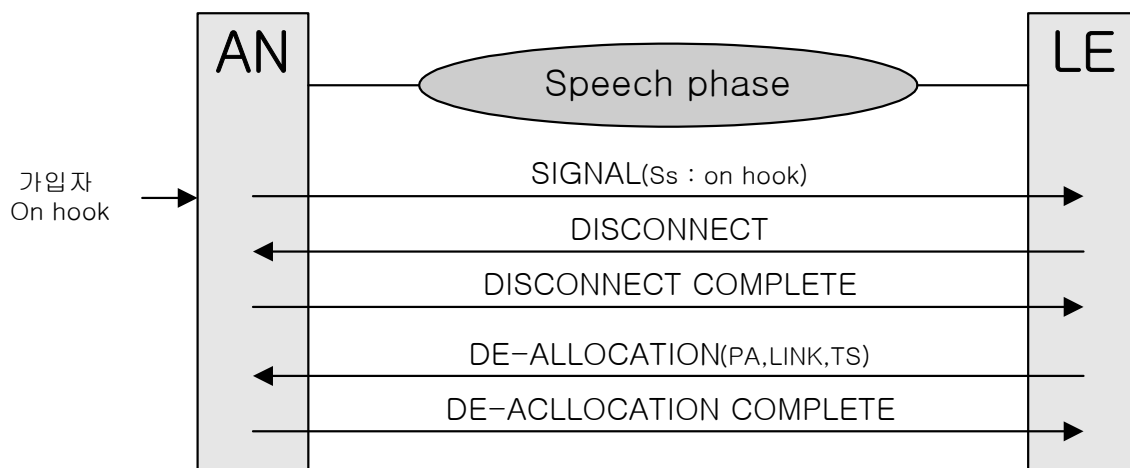 AN
LE
Speech phase
SIGNAL(Ss : on hook)
가입자
On hook
DISCONNECT
DISCONNECT COMPLETE
DE-ALLOCATION(PA,LINK,TS)
DE-ACLLOCATION COMPLETE